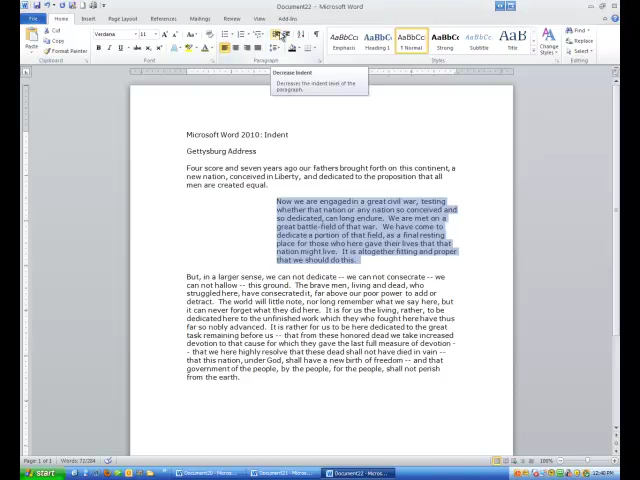 Document22 - Microsoft Word
File Home Insert Page Layout References Mailings Review View Add-Ins
Paste
Cut
Copy
Format Painter
Clipboard
Verdana 11
Font
Paragraph
AaBbCc AaBbCc AaBbCc AaBbCc AaBbCc AaB
Emphasis Heading 1 ¶ Normal Strong Subtitle Title
Change
Styles
Styles
Find
Replace
Select
Editing
Decrease Indent
Decreases the indent level of the
paragraph.
Microsoft Word 2010: Indent
Gettysburg Address
Four score and seven years ago our fathers brought forth on this continent, a
new nation, conceived in Liberty, and dedicated to the proposition that all
men are created equal.
Now we are engaged in a great civil war, testing
whether that nation or any nation so conceived and
so dedicated, can long endure. We are met on a
great battle-field of that war. We have come to
dedicate a portion of that field, as a final resting
place for those who here gave their lives that that
nation might live. It is altogether fitting and proper
that we should do this.
But, in a larger sense, we can not dedicate -- we can not consecrate -- we
can not hallow -- this ground. The brave men, living and dead, who
struggled here, have consecrated it, far above our poor power to add or
detract. The world will little note, nor long remember what we say here, but
it can never forget what they did here. It is for us the living, rather, to be
dedicated here to the unfinished work which they who fought here have thus
far so nobly advanced. It is rather for us to be here dedicated to the great
task remaining before us -- that from these honored dead we take increased
devotion to that cause for which they gave the last full measure of devotion -
- that we here highly resolve that these dead shall not have died in vain --
that this nation, under God, shall have a new birth of freedom -- and that
government of the people, by the people, for the people, shall not perish
from the earth.
Page: 1 of 1 Words: 72/284 100%
start Document20 - Micros... Document21 - Micros... Document22 - Micros... 12:40 PM